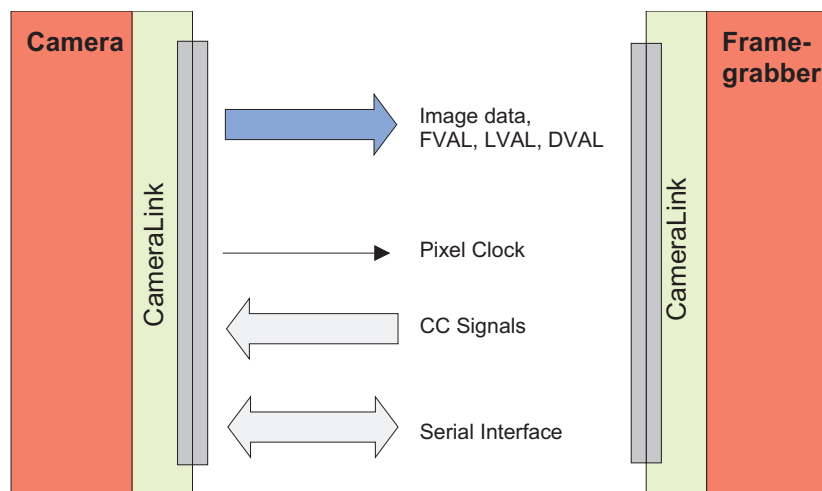 Camera
Frame-
grabber
CameraLink
Image data,
FVAL, LVAL, DVAL
Pixel Clock
CC Signals
Serial Interface
CameraLink